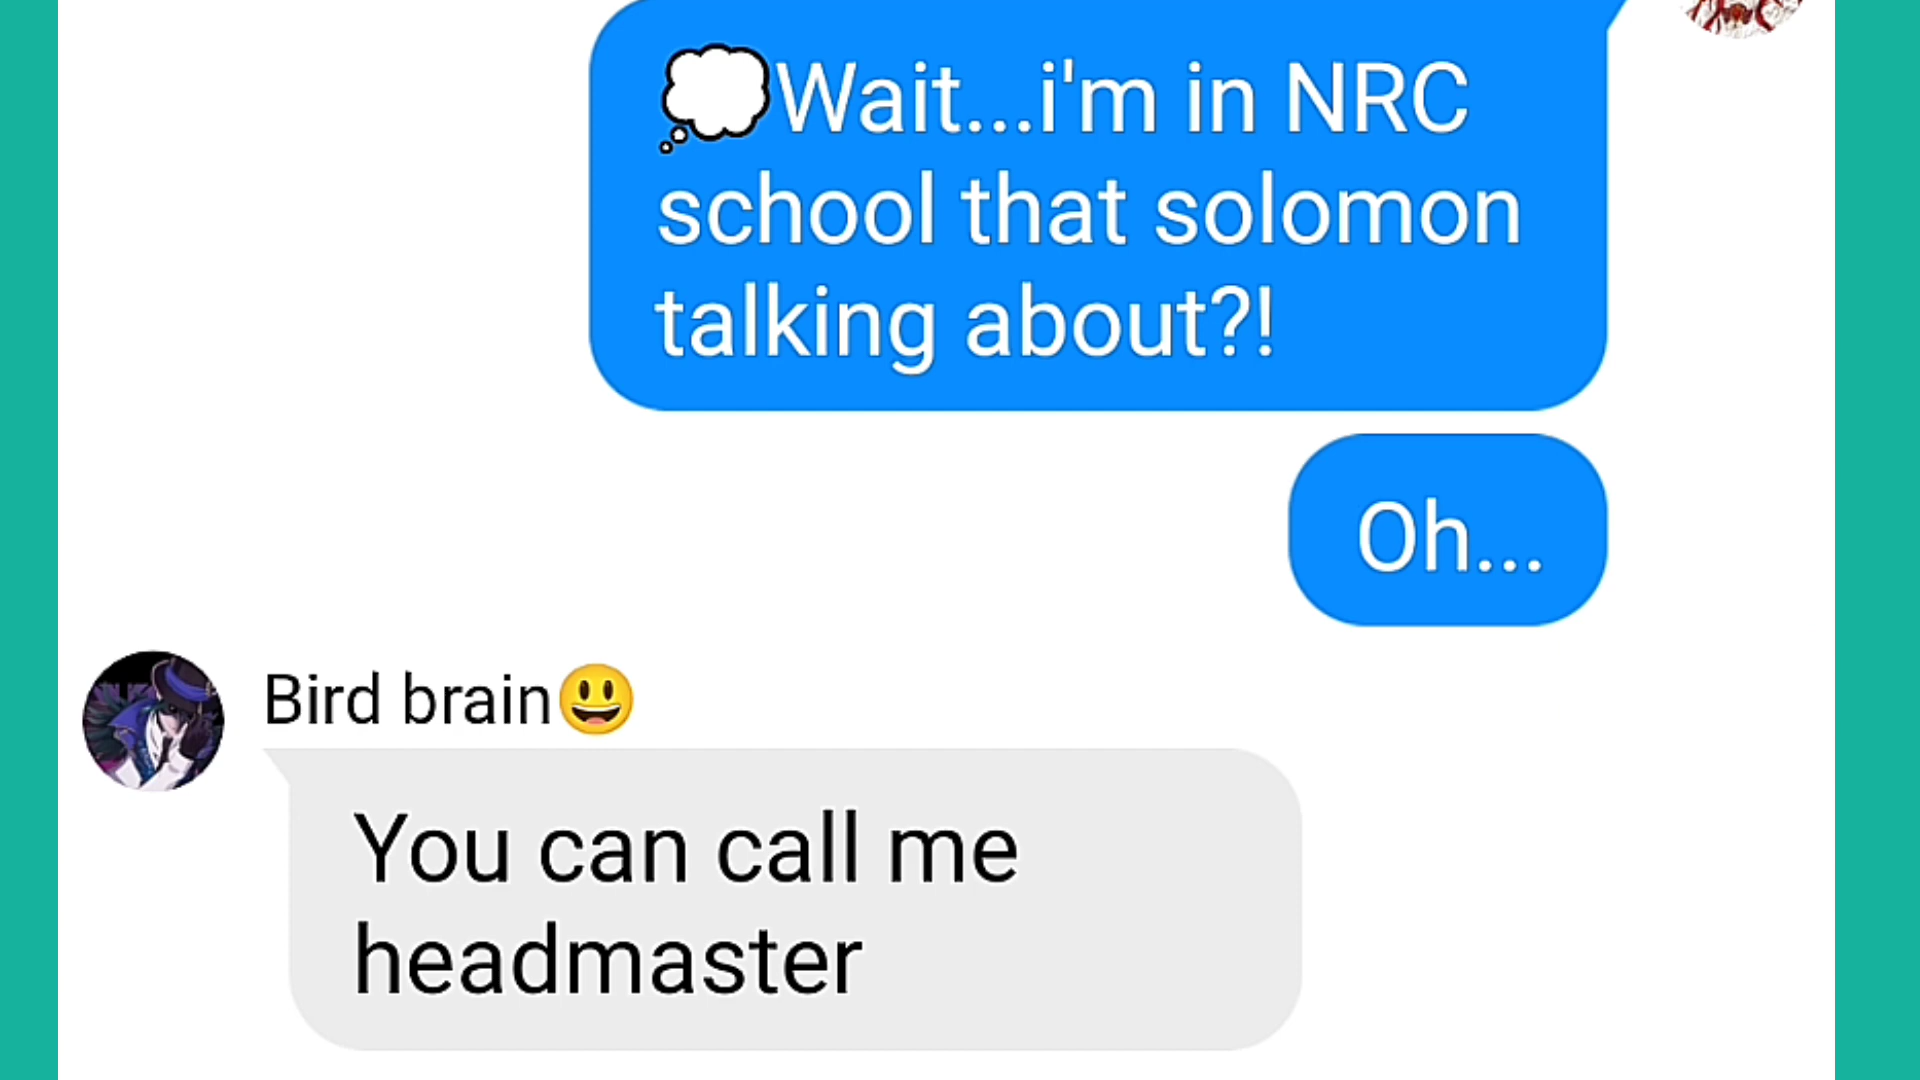 💭Wait...i'm in NRC
school that solomon
talking about?!
Oh...
Bird brain😃
You can call me
headmaster